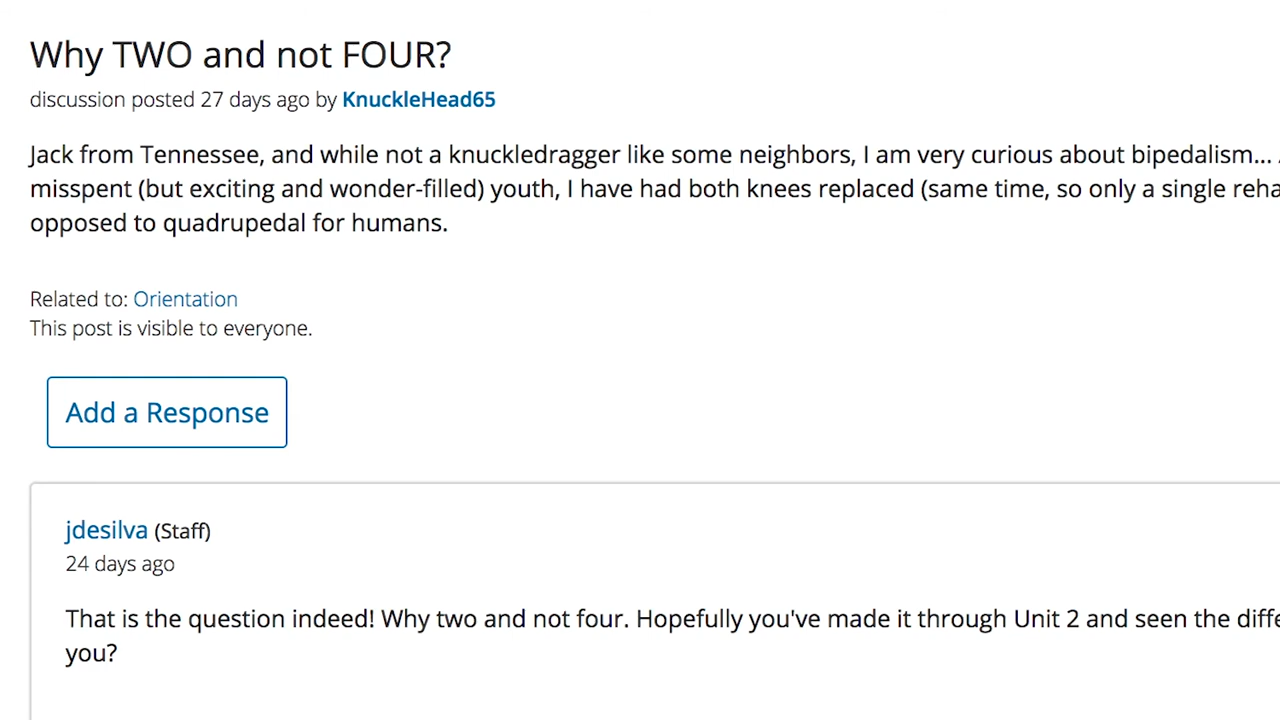 Why TWO and not FOUR?
discussion posted 27 days ago by KnuckleHead65
Jack from Tennessee, and while not a knuckledragger like some neighbors, I am very curious about bipedalism...
misspent (but exciting and wonder-filled) youth, I have had both knees replaced (same time, so only a single
opposed to quadrupedal for humans.
Related to: Orientation
This post is visible to everyone.
Add a Response
jdesilva (Staff)
24 days ago
That is the question indeed! Why two and not four. Hopefully you've made it through Unit 2 and seen the
you?